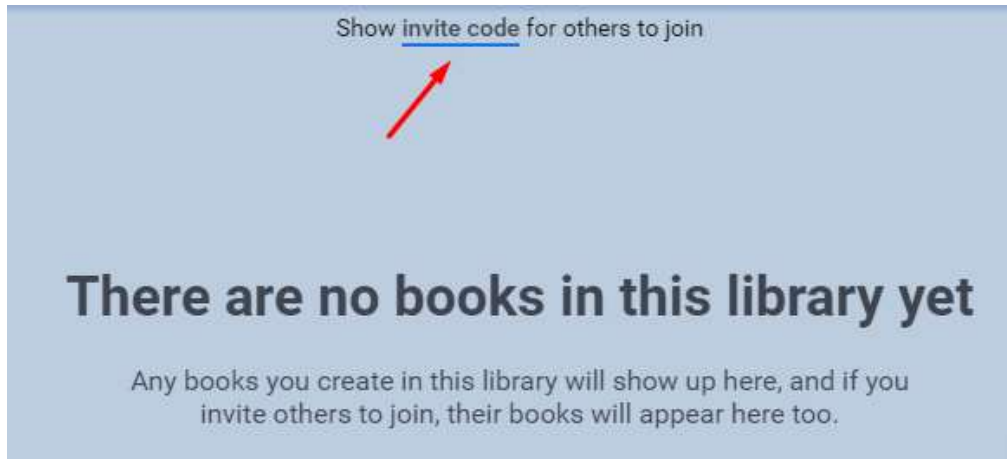 Show invite code for others to join
There are no books in this library yet
Any books you create in this library will show up here, and if you
invite others to join, their books will appear here too.